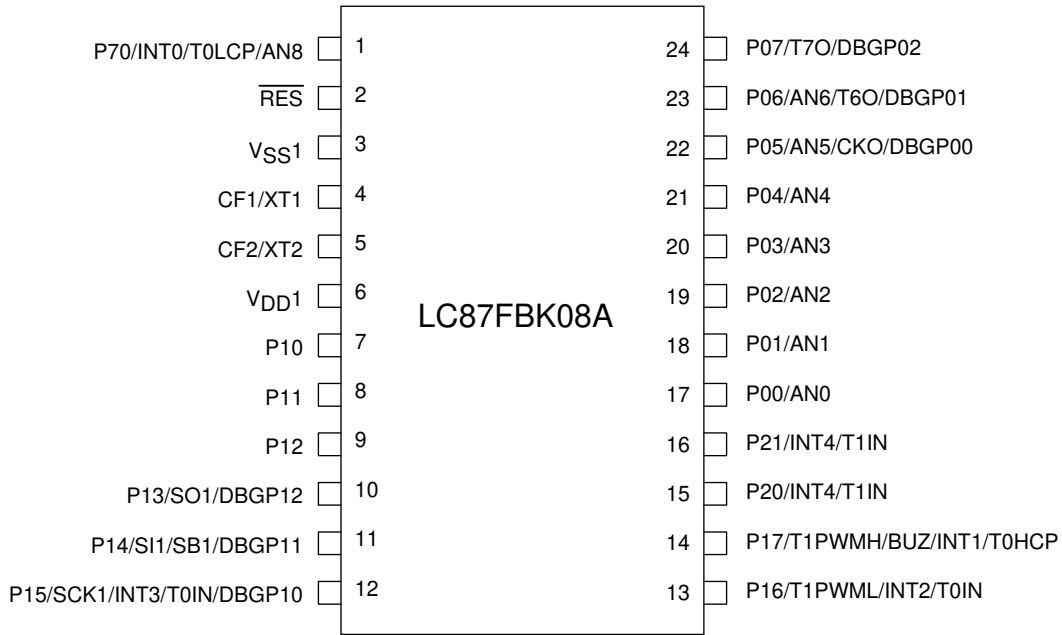 P70/INT0/T0LCP/AN8 1 24 P07/T7O/DBGP02
RES 2 23 P06/AN6/T6O/DBGP01
VSS1 3 22 P05/AN5/CKO/DBGP00
CF1/XT1 4 21 P04/AN4
CF2/XT2 5 20 P03/AN3
VDD1 6 19 P02/AN2
LC87FBK08A
P10 7 18 P01/AN1
P11 8 17 P00/AN0
P12 9 16 P21/INT4/T1IN
P13/SO1/DBGP12 10 15 P20/INT4/T1IN
P14/SI1/SB1/DBGP11 11 14 P17/T1PWMH/BUZ/INT1/T0HCP
P15/SCK1/INT3/T0IN/DBGP10 12 13 P16/T1PWML/INT2/T0IN